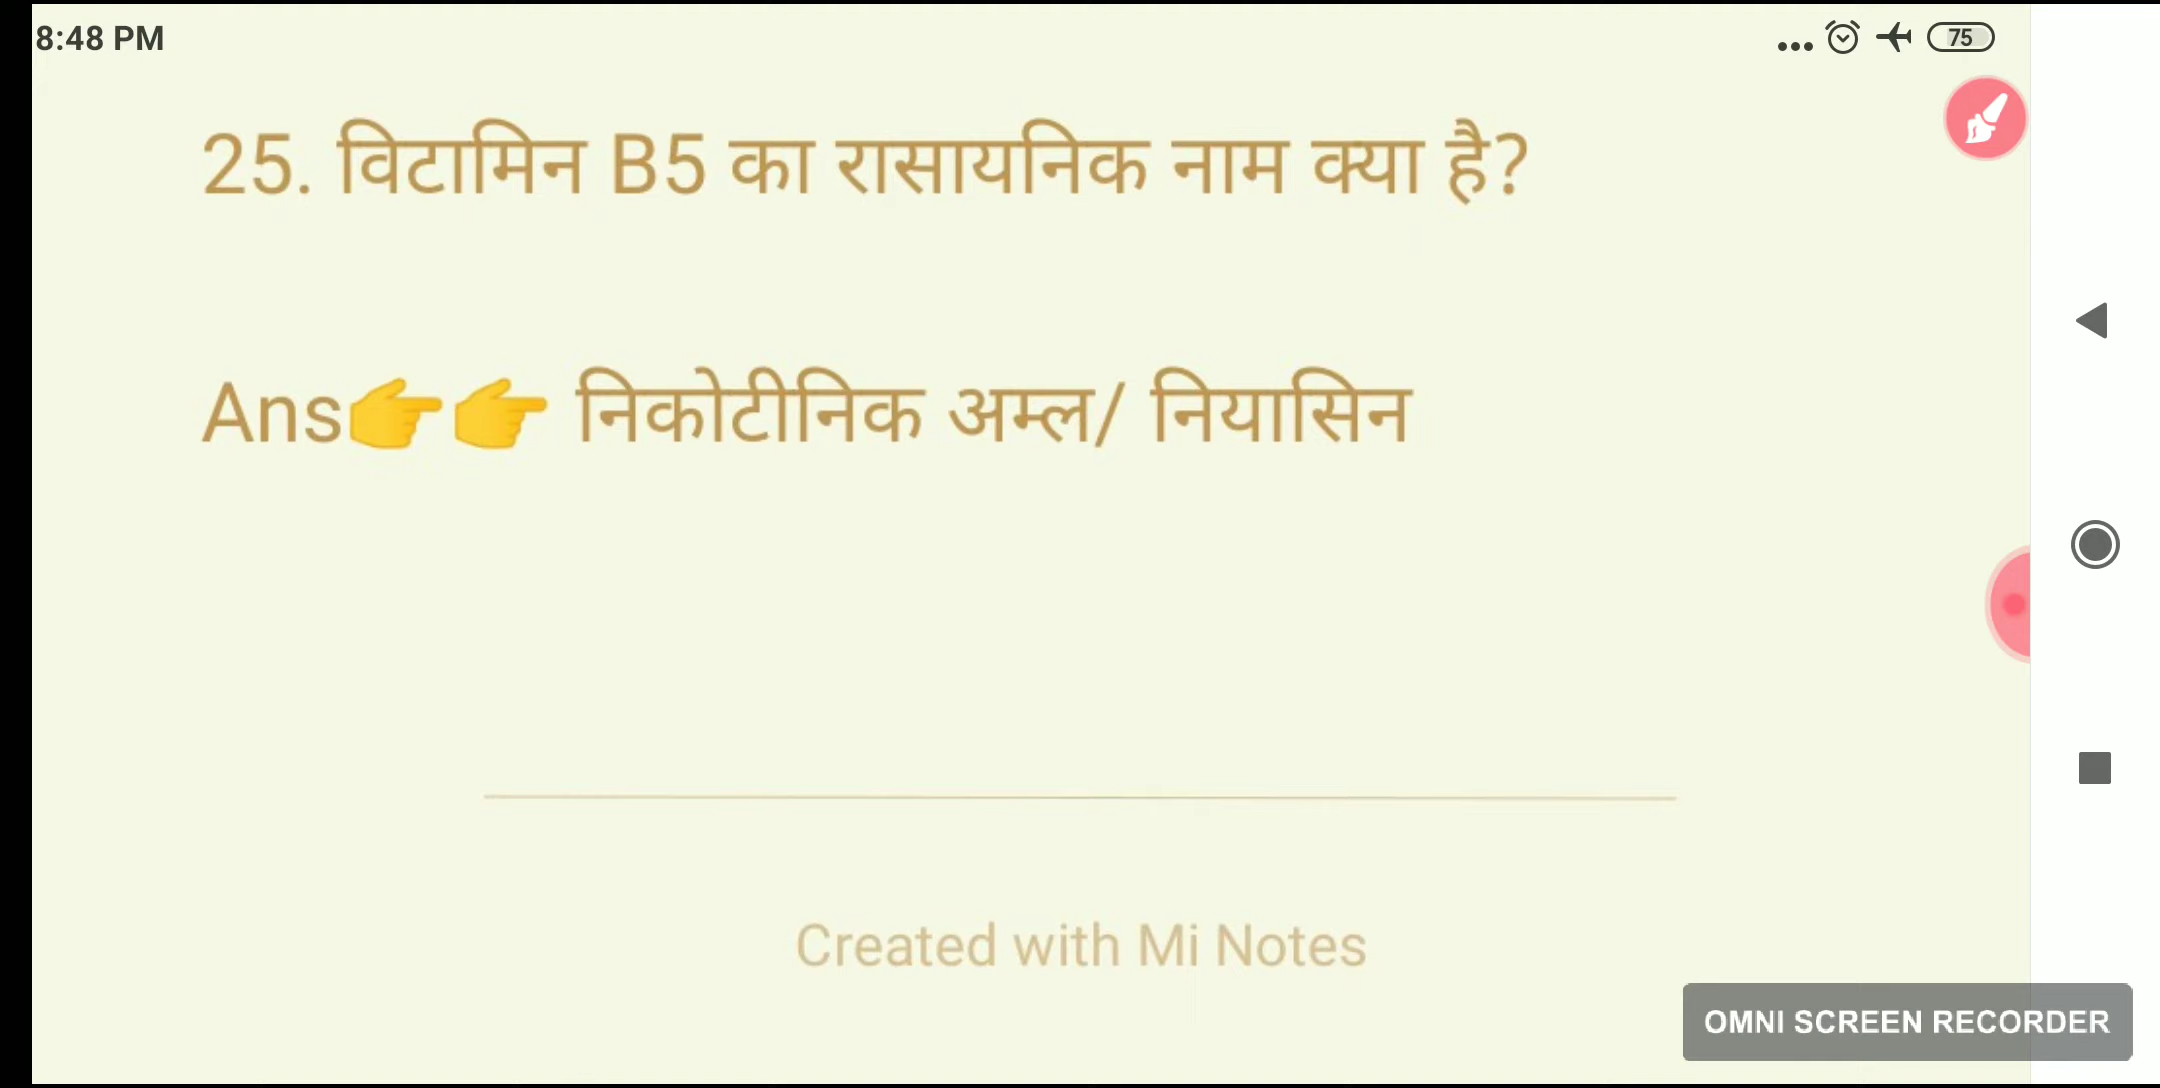 8:48 PM
75
25. विटामिन B5 का रासायनिक नाम क्या है?
Ans👉👉 निकोटीनिक अम्ल/ नियासिन
Created with Mi Notes
OMNI SCREEN RECORDER